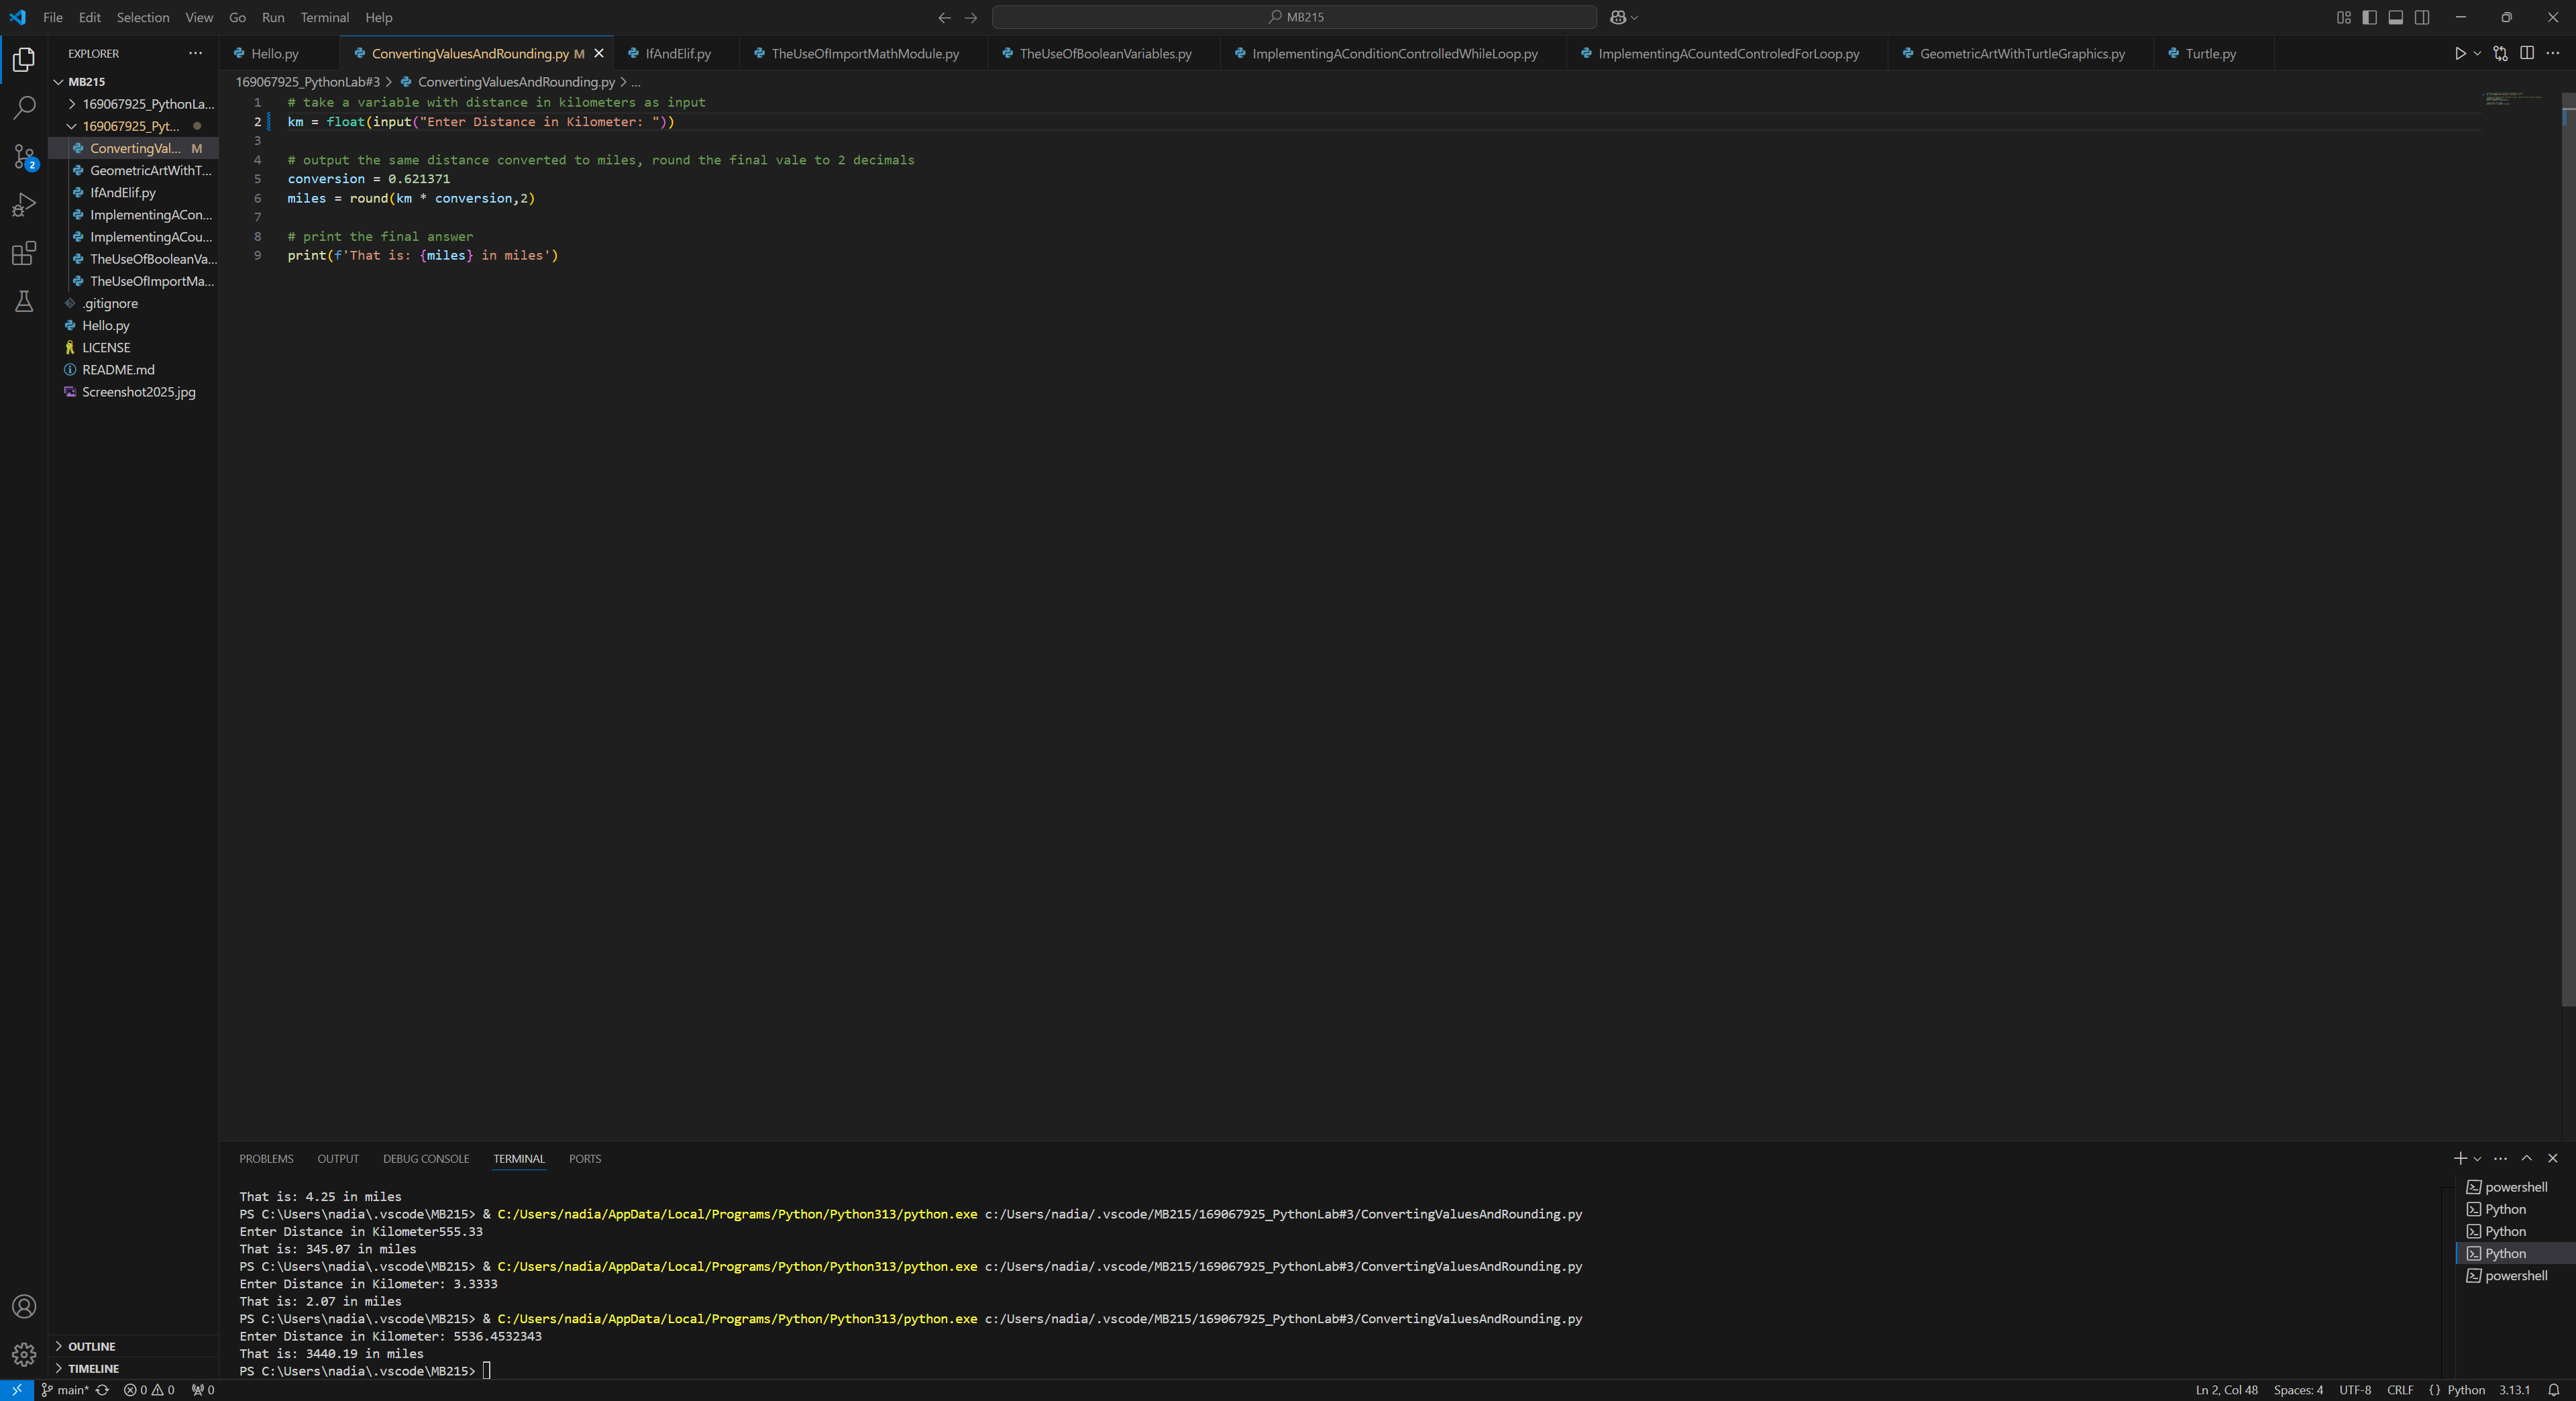 File Edit Selection View Go Run Terminal Help
MB215
EXPLORER
MB215
169067925_PythonLa...
169067925_Pyt...
ConvertingVal... M
GeometricArtWithT...
IfAndElif.py
ImplementingACon...
ImplementingACou...
TheUseOfBooleanVa...
TheUseOfImportMa...
.gitignore
Hello.py
LICENSE
README.md
Screenshot2025.jpg
OUTLINE
TIMELINE
2
Hello.py ConvertingValuesAndRounding.py M IfAndElif.py TheUseOfImportMathModule.py TheUseOfBooleanVariables.py ImplementingAConditionControlledWhileLoop.py ImplementingACountedControledForLoop.py GeometricArtWithTurtleGraphics.py Turtle.py
169067925_PythonLab#3 > ConvertingValuesAndRounding.py > ...
1 # take a variable with distance in kilometers as input
2 km = float(input("Enter Distance in Kilometer: "))
3
4 # output the same distance converted to miles, round the final vale to 2 decimals
5 conversion = 0.621371
6 miles = round(km * conversion,2)
7
8 # print the final answer
9 print(f'That is: {miles} in miles')
PROBLEMS OUTPUT DEBUG CONSOLE TERMINAL PORTS
That is: 4.25 in miles
PS C:\Users\nadia\.vscode\MB215> & C:/Users/nadia/AppData/Local/Programs/Python/Python313/python.exe c:/Users/nadia/.vscode/MB215/169067925_PythonLab#3/ConvertingValuesAndRounding.py
Enter Distance in Kilometer555.33
That is: 345.07 in miles
PS C:\Users\nadia\.vscode\MB215> & C:/Users/nadia/AppData/Local/Programs/Python/Python313/python.exe c:/Users/nadia/.vscode/MB215/169067925_PythonLab#3/ConvertingValuesAndRounding.py
Enter Distance in Kilometer: 3.3333
That is: 2.07 in miles
PS C:\Users\nadia\.vscode\MB215> & C:/Users/nadia/AppData/Local/Programs/Python/Python313/python.exe c:/Users/nadia/.vscode/MB215/169067925_PythonLab#3/ConvertingValuesAndRounding.py
Enter Distance in Kilometer: 5536.4532343
That is: 3440.19 in miles
PS C:\Users\nadia\.vscode\MB215>
powershell
Python
Python
Python
powershell
main* 0 0 0 Ln 2, Col 48 Spaces: 4 UTF-8 CRLF {} Python 3.13.1